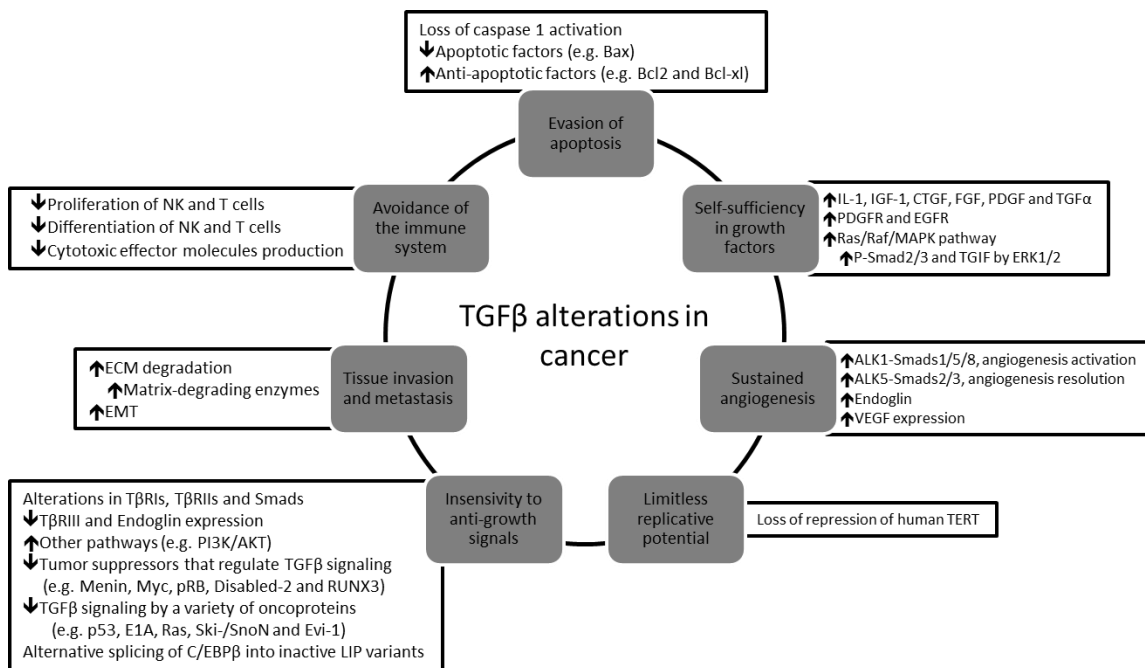 Loss of caspase 1 activation
↓Apoptotic factors (e.g. Bax)
↑Anti-apoptotic factors (e.g. Bcl2 and Bcl-xl)
Evasion of
apoptosis
↓Proliferation of NK and T cells
↓Differentiation of NK and T cells
↓Cytotoxic effector molecules production
Avoidance of
the immune
system
Self-sufficiency
in growth
factors
↑IL-1, IGF-1, CTGF, FGF, PDGF and TGFα
↑PDGFR and EGFR
↑Ras/Raf/MAPK pathway
↑P-Smad2/3 and TGIF by ERK1/2
TGFβ alterations in
cancer
↑ECM degradation
↑Matrix-degrading enzymes
↑EMT
Tissue invasion
and metastasis
Sustained
angiogenesis
↑ALK1-Smads1/5/8, angiogenesis activation
↑ALK5-Smads2/3, angiogenesis resolution
↑Endoglin
↑VEGF expression
Alterations in TβRIs, TβRIIs and Smads
↓TβRIII and Endoglin expression
↑Other pathways (e.g. PI3K/AKT)
↓Tumor suppressors that regulate TGFβ signaling
(e.g. Menin, Myc, pRB, Disabled-2 and RUNX3)
↓TGFβ signaling by a variety of oncoproteins
(e.g. p53, E1A, Ras, Ski-/SnoN and Evi-1)
Alternative splicing of C/EBPβ into inactive LIP variants
Insensivity to
anti-growth
signals
Limitless
replicative
potential
Loss of repression of human TERT